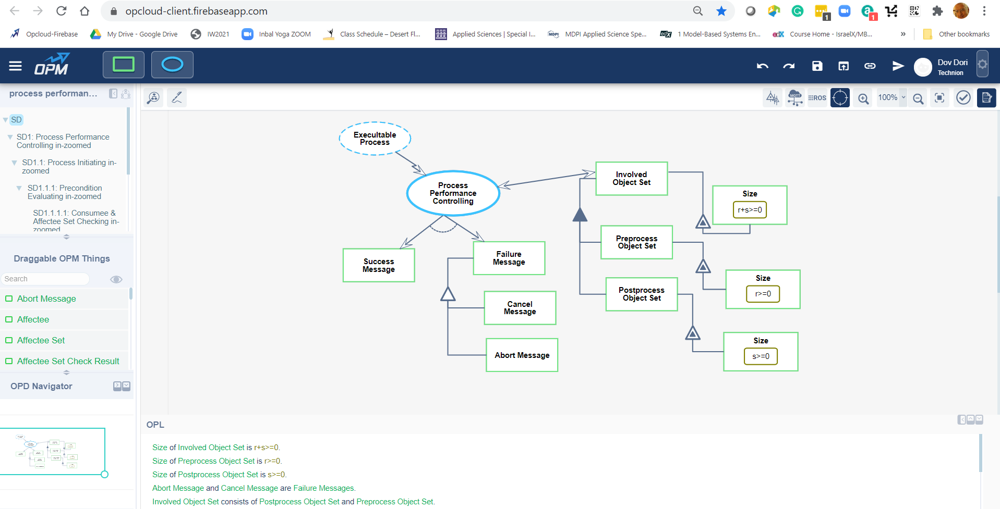 opcloud-client.firebaseapp.com
1
1
Opcloud-Firebase
My Drive - Google Drive
IW2021
Inbal Yoga ZOOM
Class Schedule – Desert Fl...
Applied Sciences | Special I...
MDPI
MDPI Applied Science Spe...
edX
1 Model-Based Systems En...
edX
Course Home - IsraelX/MB...
»
Other bookmarks
OPM
Dov Dori
Technion
process performan...
MQTT
ROS
100%
SD
SD1: Process Performance
Controlling in-zoomed
SD1.1: Process Initiating in-
zoomed
SD1.1.1: Precondition
Evaluating in-zoomed
SD1.1.1.1: Consumee &
Affectee Set Checking in-
zoomed
Draggable OPM Things
Search
Abort Message
Affectee
Affectee Set
Affectee Set Check Result
OPD Navigator
Execultable
Process
Process
Performance
Controlling
Involved
Object Set
Size
r+s>=0
Preprocess
Object Set
Size
r>=0
Success
Message
Failure
Message
Postprocess
Object Set
Cancel
Message
Size
s>=0
Abort Message
OPL
Size of Involved Object Set is r+s>=0.
Size of Preprocess Object Set is r>=0.
Size of Postprocess Object Set is s>=0.
Abort Message and Cancel Message are Failure Messages.
Involved Object Set consists of Postprocess Object Set and Preprocess Object Set.